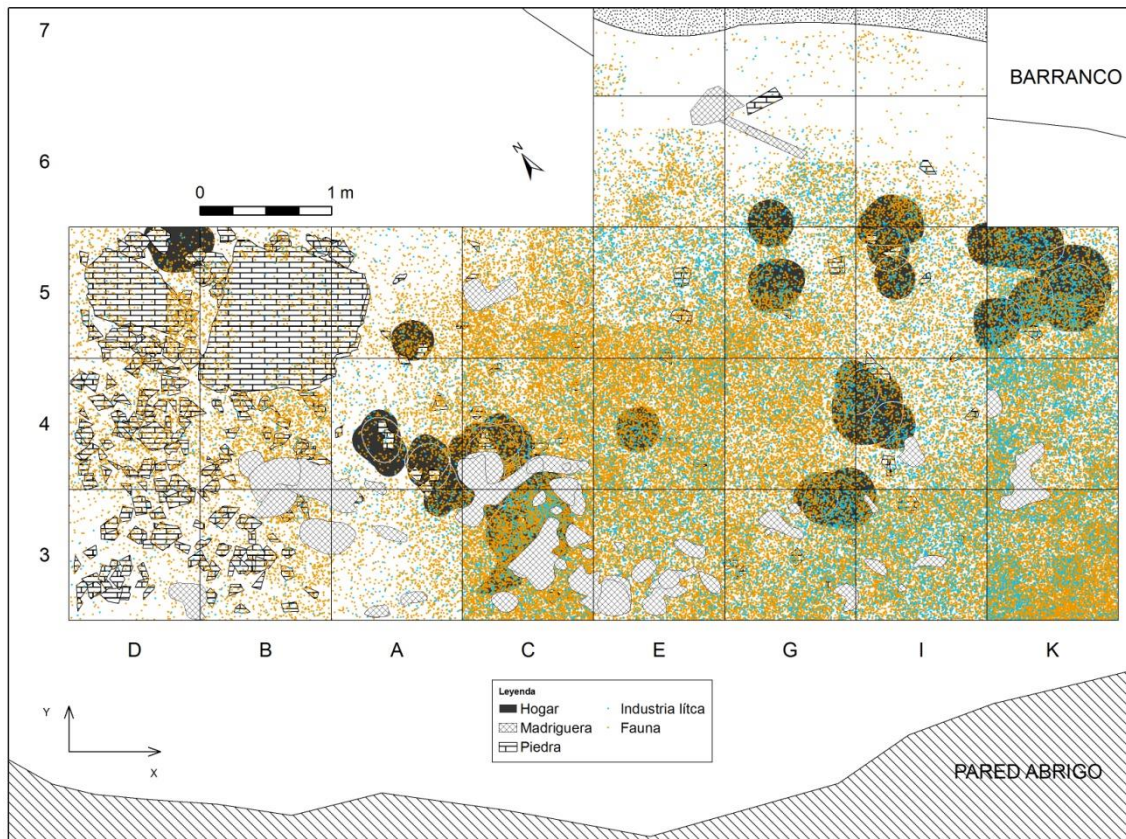 7
BARRANCO
6
N
0 1 m
5
4
3
D B A C E G I K
Leyenda
Hogar Industria lítca
Madriguera Fauna
Piedra
Y
X
PARED ABRIGO